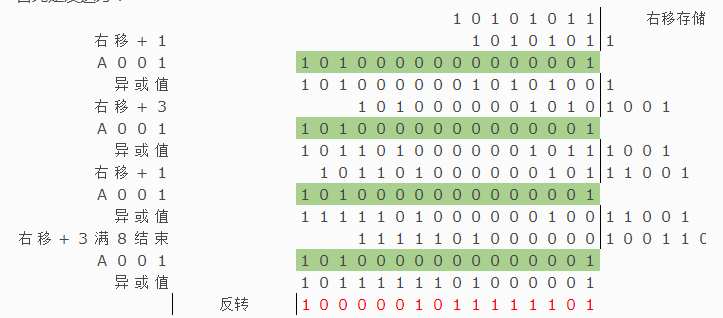 1 0 1 0 1 0 1 1 右移存储
右移+1 1 0 1 0 1 0 1 1
A001 1 0 1 0 0 0 0 0 0 0 0 0 0 0 0 1
异或值 1 0 1 0 0 0 0 0 0 1 0 1 0 1 0 0 1
右移+3 1 0 1 0 0 0 0 0 0 1 0 1 0 1 0 0 1
A001 1 0 1 0 0 0 0 0 0 0 0 0 0 0 0 1
异或值 1 0 1 1 0 1 0 0 0 0 0 0 1 0 1 1 1 0 0 1
右移+1 1 0 1 1 0 1 0 0 0 0 0 0 1 0 1 1 1 0 0 1
A001 1 0 1 0 0 0 0 0 0 0 0 0 0 0 0 1
异或值 1 1 1 1 1 0 1 0 0 0 0 0 0 1 0 0 1 1 0 0 1
右移+3满8结束 1 1 1 1 1 0 1 0 0 0 0 0 0 1 0 0 1 1 0
A001 1 0 1 0 0 0 0 0 0 0 0 0 0 0 0 1
异或值 1 0 1 1 1 1 1 1 0 1 0 0 0 0 0 1
反转 1 0 0 0 0 0 1 0 1 1 1 1 1 1 0 1